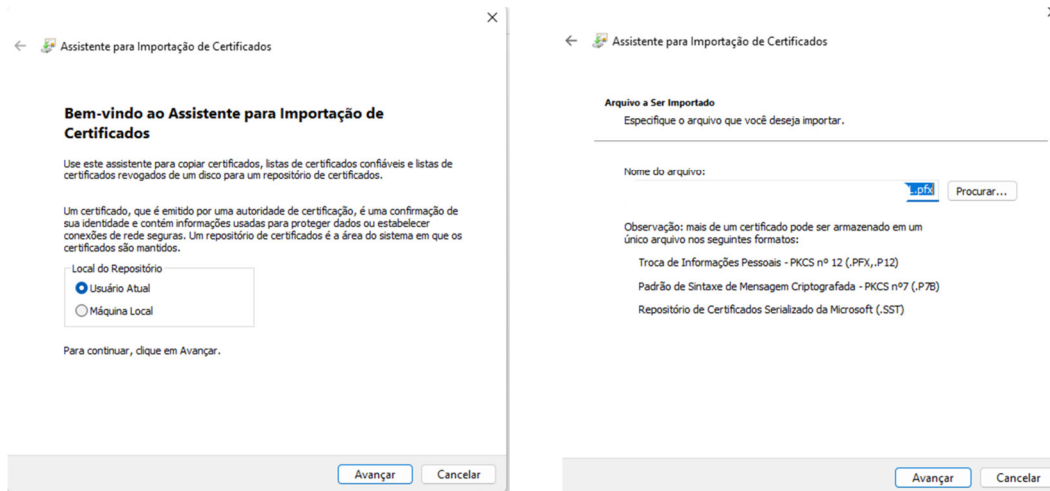 Assistente para Importação de Certificados
Bem-vindo ao Assistente para Importação de
Certificados
Use este assistente para copiar certificados, listas de certificados confiáveis e listas de
certificados revogados de um disco para um repositório de certificados.
Um certificado, que é emitido por uma autoridade de certificação, é uma confirmação de
sua identidade e contém informações usadas para proteger dados ou estabelecer
conexões de rede seguras. Um repositório de certificados é a área do sistema em que os
certificados são mantidos.
Local do Repositório
Usuário Atual
Máquina Local
Para continuar, clique em Avançar.
Avançar
Cancelar
Assistente para Importação de Certificados
Arquivo a Ser Importado
Especifique o arquivo que você deseja importar.
Nome do arquivo:
.pfx
Procurar...
Observação: mais de um certificado pode ser armazenado em um
único arquivo nos seguintes formatos:
Troca de Informações Pessoais - PKCS nº 12 (.PFX,.P12)
Padrão de Sintaxe de Mensagem Criptografada - PKCS nº7 (.P7B)
Repositório de Certificados Serializado da Microsoft (.SST)
Avançar
Cancelar